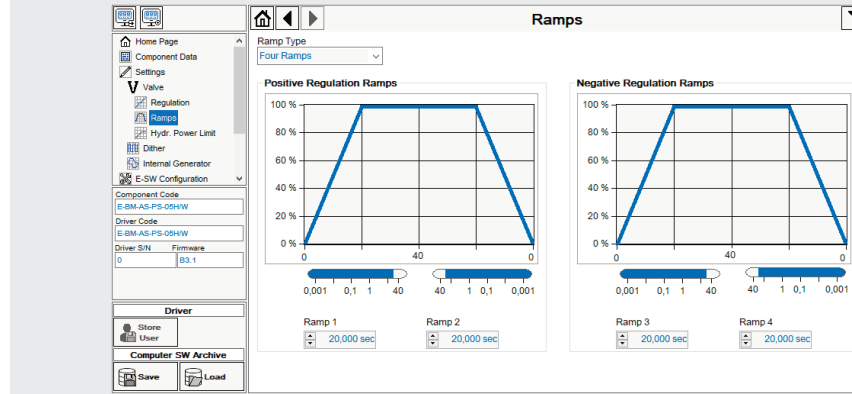 Ramps
Home Page
Component Data
Settings
Valve
Regulation
Ramps
Hydr. Power Limit
Dither
Internal Generator
E-SW Configuration
Component Code
E-BM-AS-PS-05H/W
Driver Code
E-BM-AS-PS-05H/W
Driver S/N Firmware
0 B3.1
Driver
Store
User
Computer SW Archive
Save Load
Ramp Type
Four Ramps
Positive Regulation Ramps
100 %
80 %
60 %
40 %
20 %
0 %
0 40 0
0,001 0,1 1 40 40 1 0,1 0,001
Ramp 1 Ramp 2
20,000 sec 20,000 sec
Negative Regulation Ramps
100 %
80 %
60 %
40 %
20 %
0 %
0 40 0
0,001 0,1 1 40 40 1 0,1 0,001
Ramp 3 Ramp 4
20,000 sec 20,000 sec